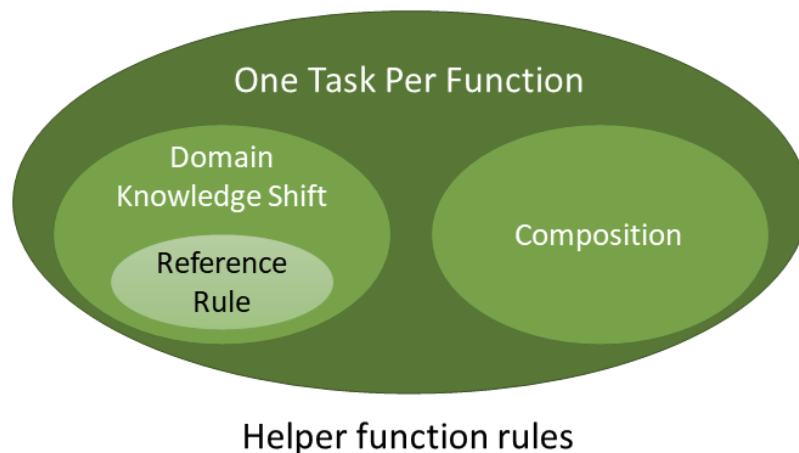 One Task Per Function
Domain
Knowledge Shift
Reference
Rule
Composition
Helper function rules